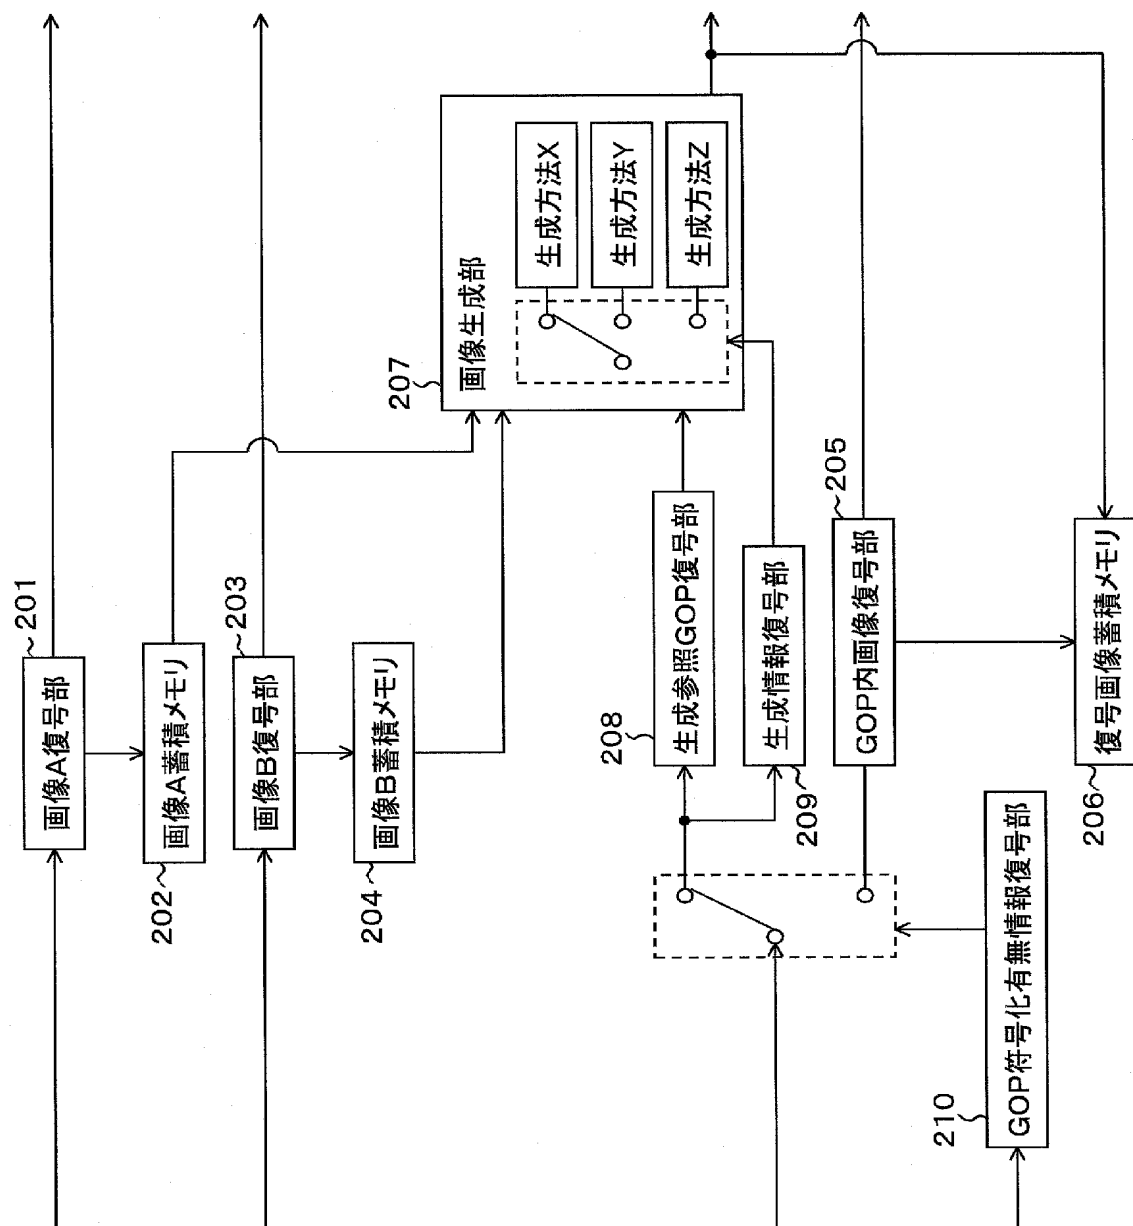 201
画像A復号部
202
画像A蓄積メモリ
203
画像B復号部
204
画像B蓄積メモリ
207
画像生成部
生成方法X
生成方法Y
生成方法Z
208
生成参照GOP復号部
209
生成情報復号部
205
GOP内画像復号部
206
復号画像蓄積メモリ
210
GOP符号化有無情報復号部